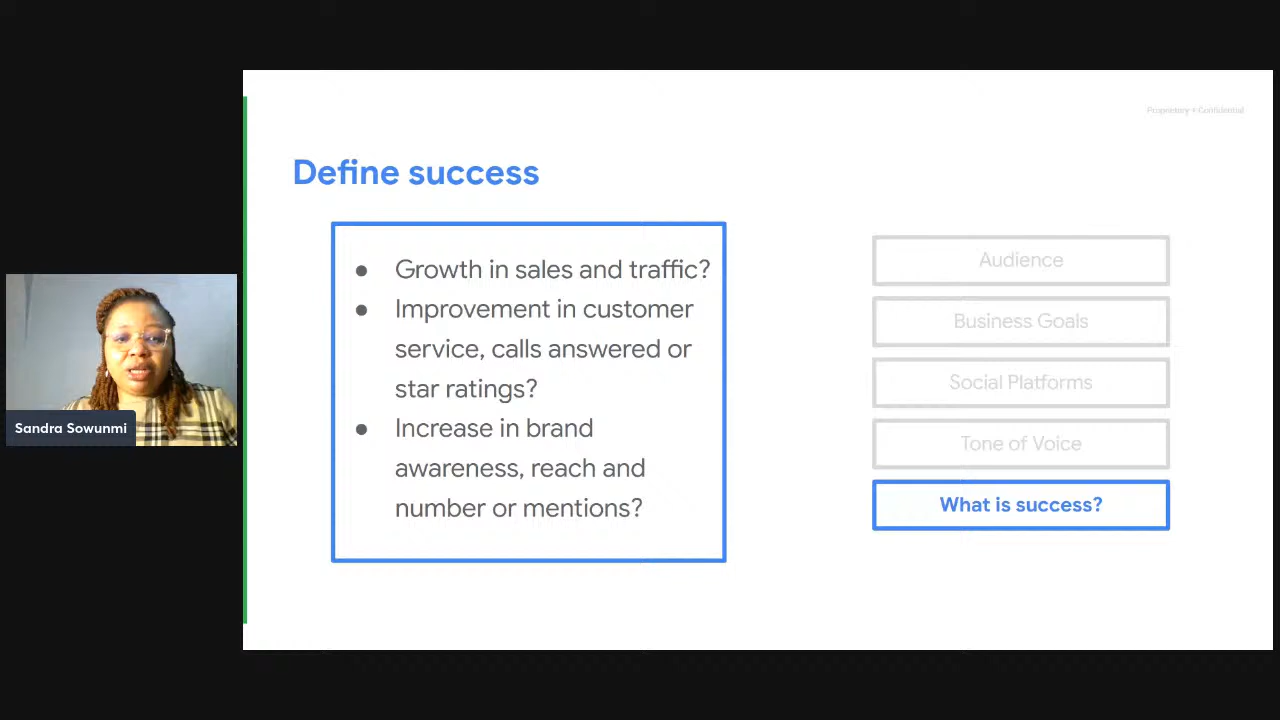 Proprietary + Confidential
Define success
● Growth in sales and traffic?
● Improvement in customer
service, calls answered or
star ratings?
● Increase in brand
awareness, reach and
number or mentions?
Audience
Business Goals
Social Platforms
Tone of Voice
What is success?
Sandra Sowunmi